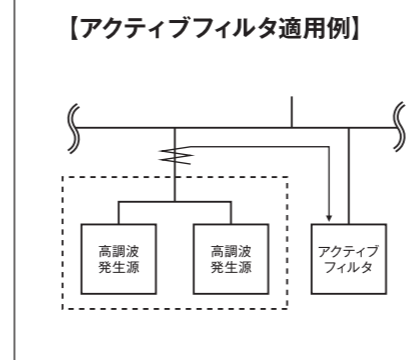 【アクティブフィルタ適用例】
高調波
発生源
高調波
発生源
アクティブ
フィルタ